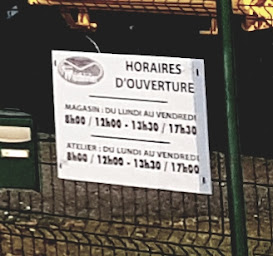 HORAIRES
D'OUVERTURE
MAGASIN : DU LUNDI AU VENDREDI
8h00 / 12h00 - 13h30 / 17h30
ATELIER : DU LUNDI AU VENDREDI
8h00 / 12h00 - 13h30 / 17h00